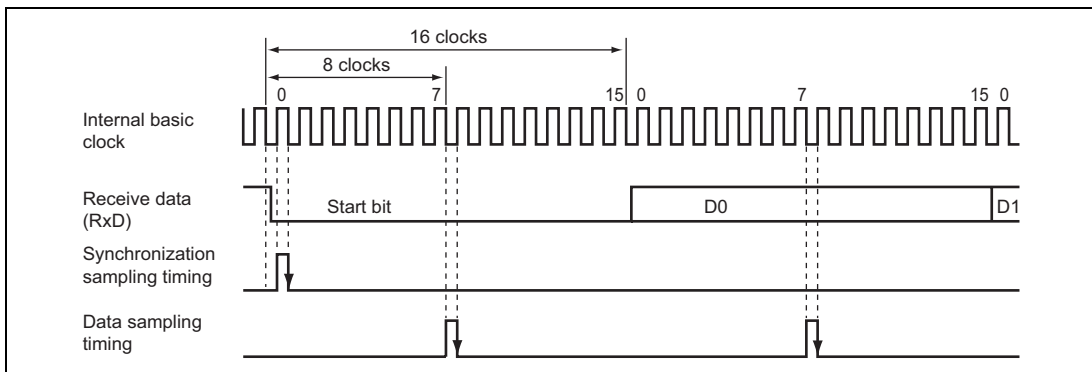 16 clocks
8 clocks
0 7 15 0 7 15 0
Internal basic
clock
Receive data
(RxD)
Start bit D0 D1
Synchronization
sampling timing
Data sampling
timing